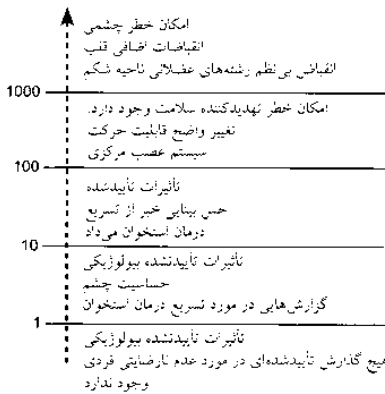 امکان خطر چشمی
انقباضات اضافی قلب
انقباض بی‌نظم رشته‌های عضلانی ناحیه شکم
1000
امکان خطر تهدیدکننده سلامت وجود دارد.
تغییر واضح قابلیت حرکت
سیستم عصب مرکزی
100
تأثیرات تأییدشده
حس بینایی خبر از تسریع
درمان استخوان می‌داد
10
تأثیرات تأییدنشده بیولوژیکی
حساسیت چشم
گزارش‌هایی در مورد تسریع درمان استخوان
1
تأثیرات تأییدنشده بیولوژیکی
هیچ گذارش تأییدشده‌ای در مورد عدم نارضایتی فردی
وجود ندارد